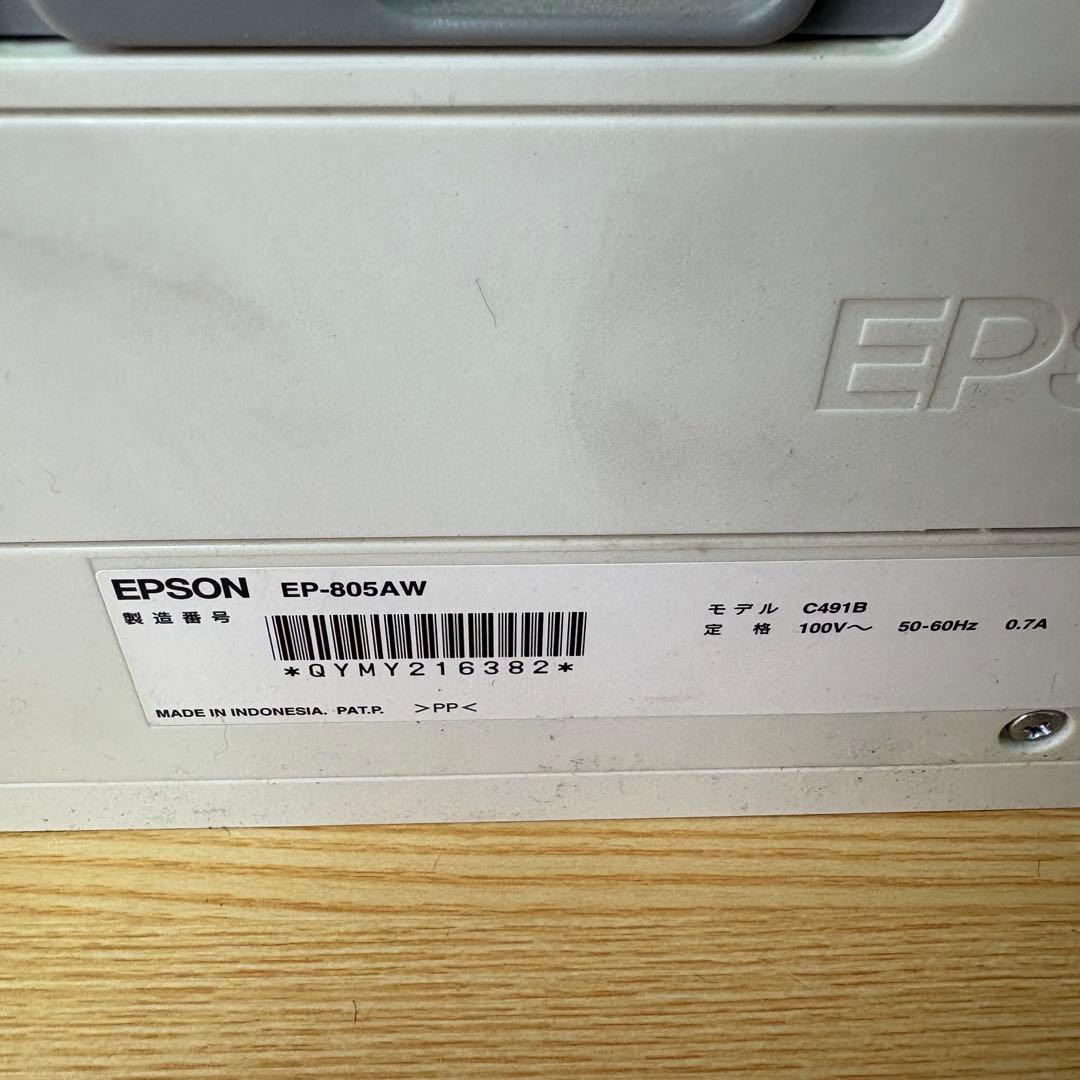 EPS
EPSON EP-805AW
製造番号
*QYMY216382*
モデル C491B
定格 100V～ 50-60Hz 0.7A
MADE IN INDONESIA. PAT.P. >PP<